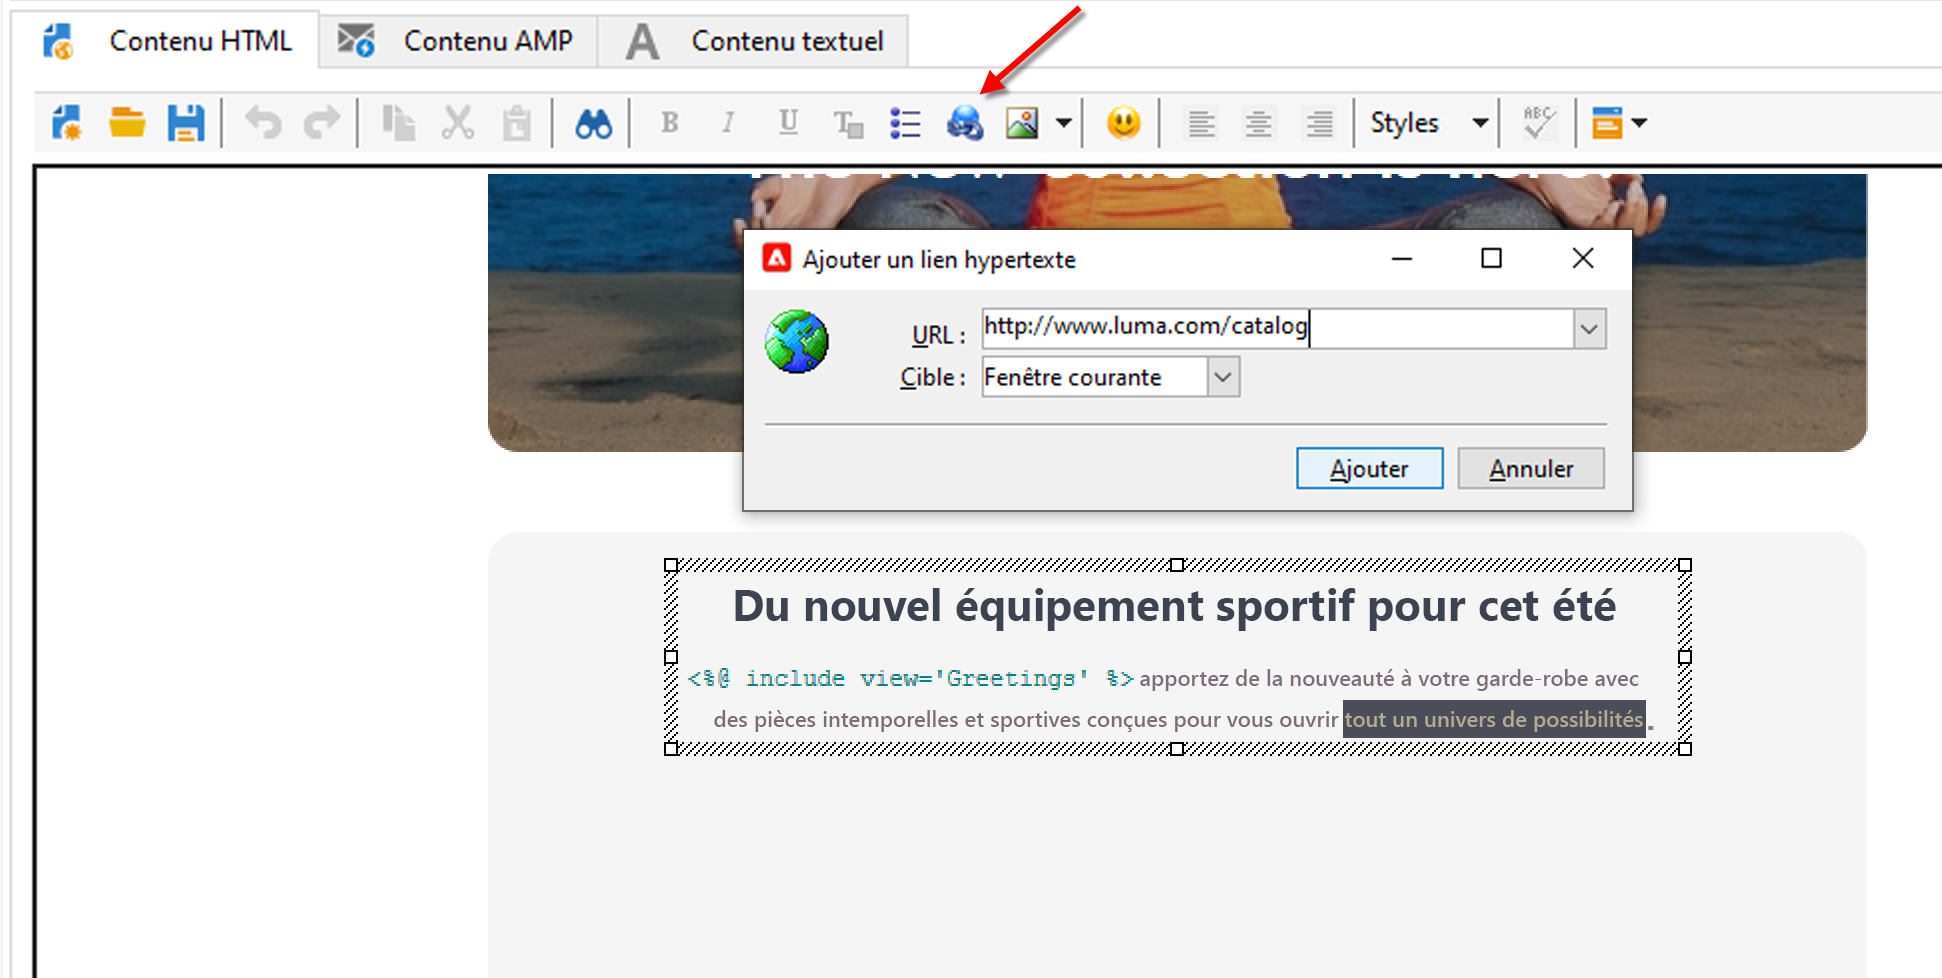 Contenu HTML
Contenu AMP
A Contenu textuel
B I U T Styles ABC
Ajouter un lien hypertexte
URL : http://www.luma.com/catalog
Cible : Fenêtre courante
Ajouter Annuler
Du nouvel équipement sportif pour cet été
<%@ include view='Greetings' %> apportez de la nouveauté à votre garde-robe avec
des pièces intemporelles et sportives conçues pour vous ouvrir tout un univers de possibilités.